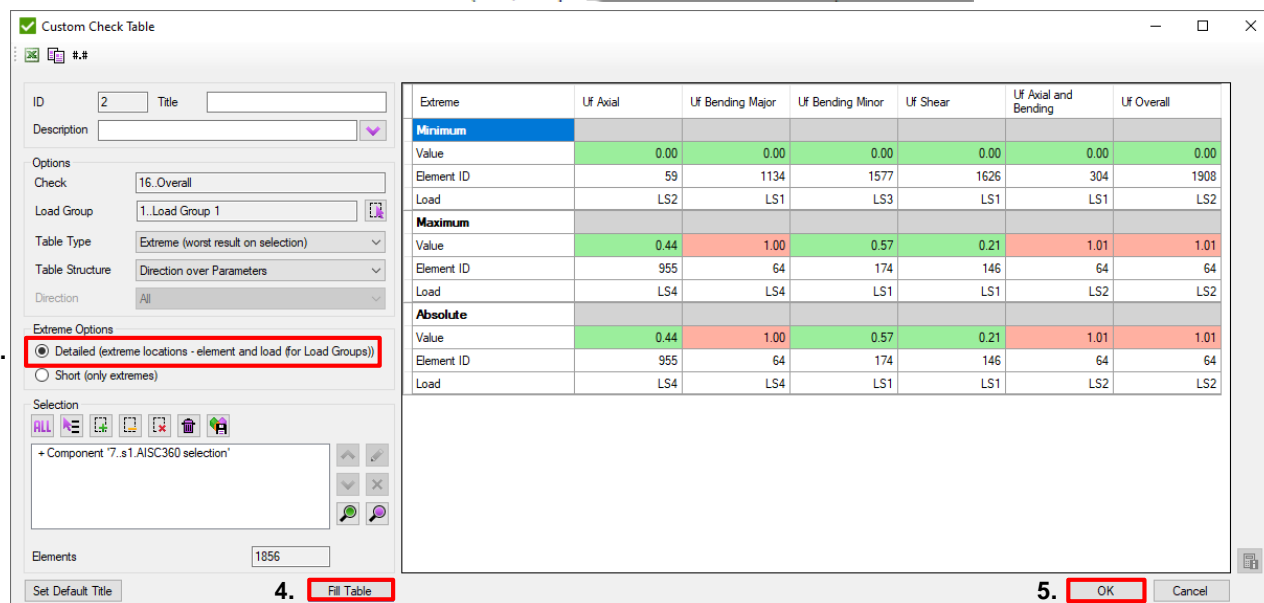 Custom Check Table
#.#
ID 2 Title
Description
Options
Check 16..Overall
Load Group 1..Load Group 1
Table Type Extreme (worst result on selection)
Table Structure Direction over Parameters
Direction All
Extreme Options
Detailed (extreme locations - element and load (for Load Groups))
Short (only extremes)
Selection
ALL
+ Component '7..s1.AISC360 selection'
Elements 1856
Set Default Title
4. Fill Table
Extreme Uf Axial Uf Bending Major Uf Bending Minor Uf Shear Uf Axial and Bending Uf Overall
Minimum
Value 0.00 0.00 0.00 0.00 0.00 0.00
Element ID 59 1134 1577 1626 304 1908
Load LS2 LS1 LS3 LS1 LS1 LS2
Maximum
Value 0.44 1.00 0.57 0.21 1.01 1.01
Element ID 955 64 174 146 64 64
Load LS4 LS4 LS1 LS1 LS2 LS2
Absolute
Value 0.44 1.00 0.57 0.21 1.01 1.01
Element ID 955 64 174 146 64 64
Load LS4 LS4 LS1 LS1 LS2 LS2
5. OK
Cancel